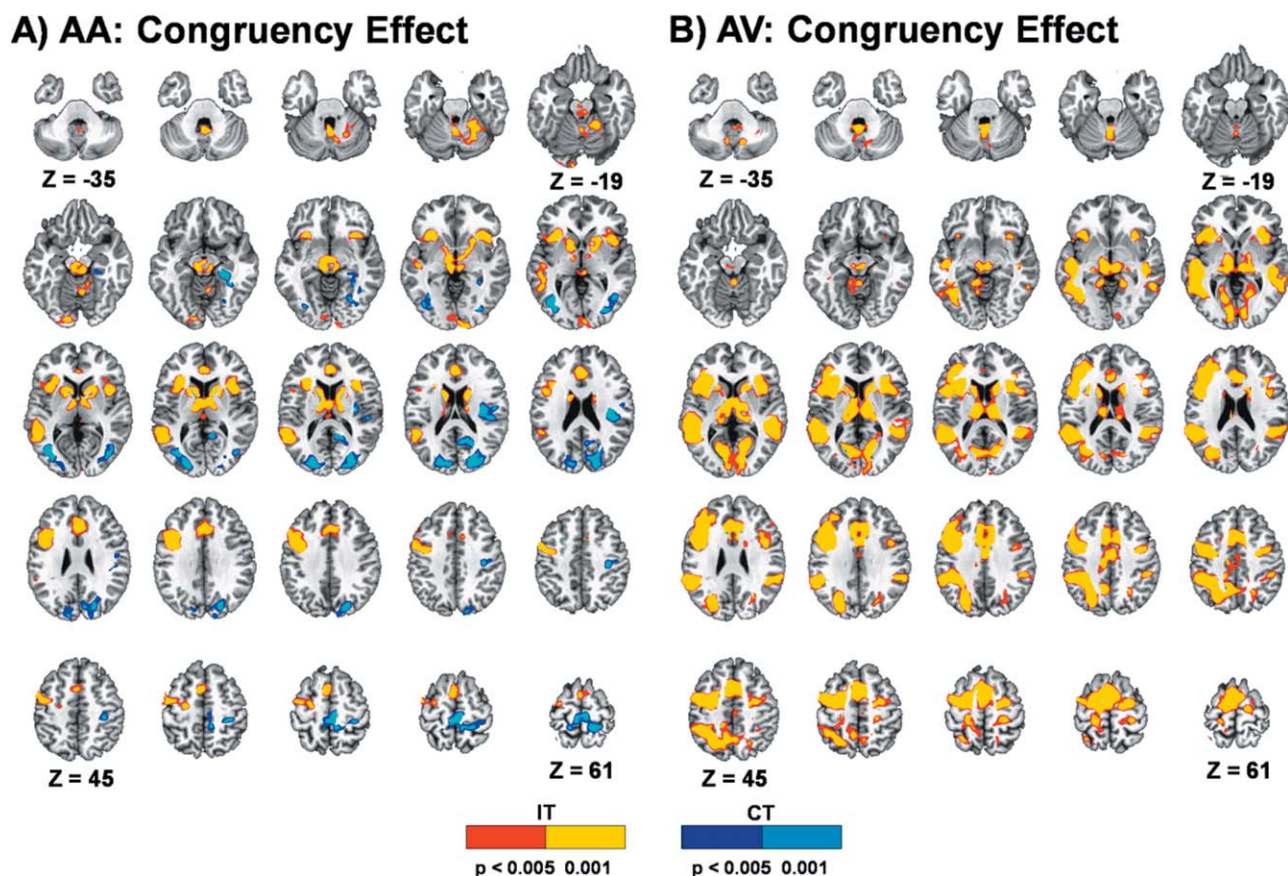 A) AA: Congruency Effect
B) AV: Congruency Effect
Z = -35
Z = -19
Z = -35
Z = -19
Z = 45
Z = 61
Z = 45
Z = 61
IT
CT
p < 0.005 0.001
p < 0.005 0.001